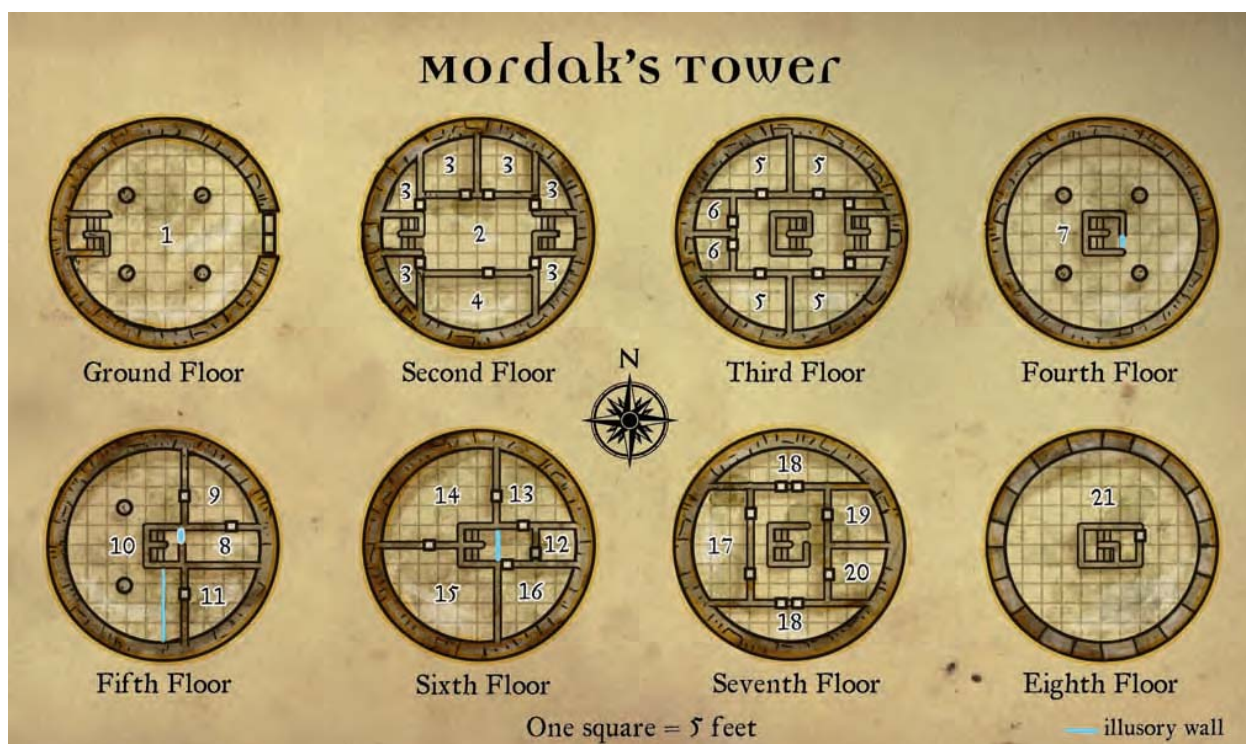 Mordak's Tower
1
3
3
3
3
2
3
3
4
5
5
6
6
5
5
7
Ground Floor
Second Floor
Third Floor
Fourth Floor
N
9
10
8
11
14
13
12
15
16
18
17
19
20
18
21
Fifth Floor
Sixth Floor
Seventh Floor
Eighth Floor
One square = 5 feet
illusory wall